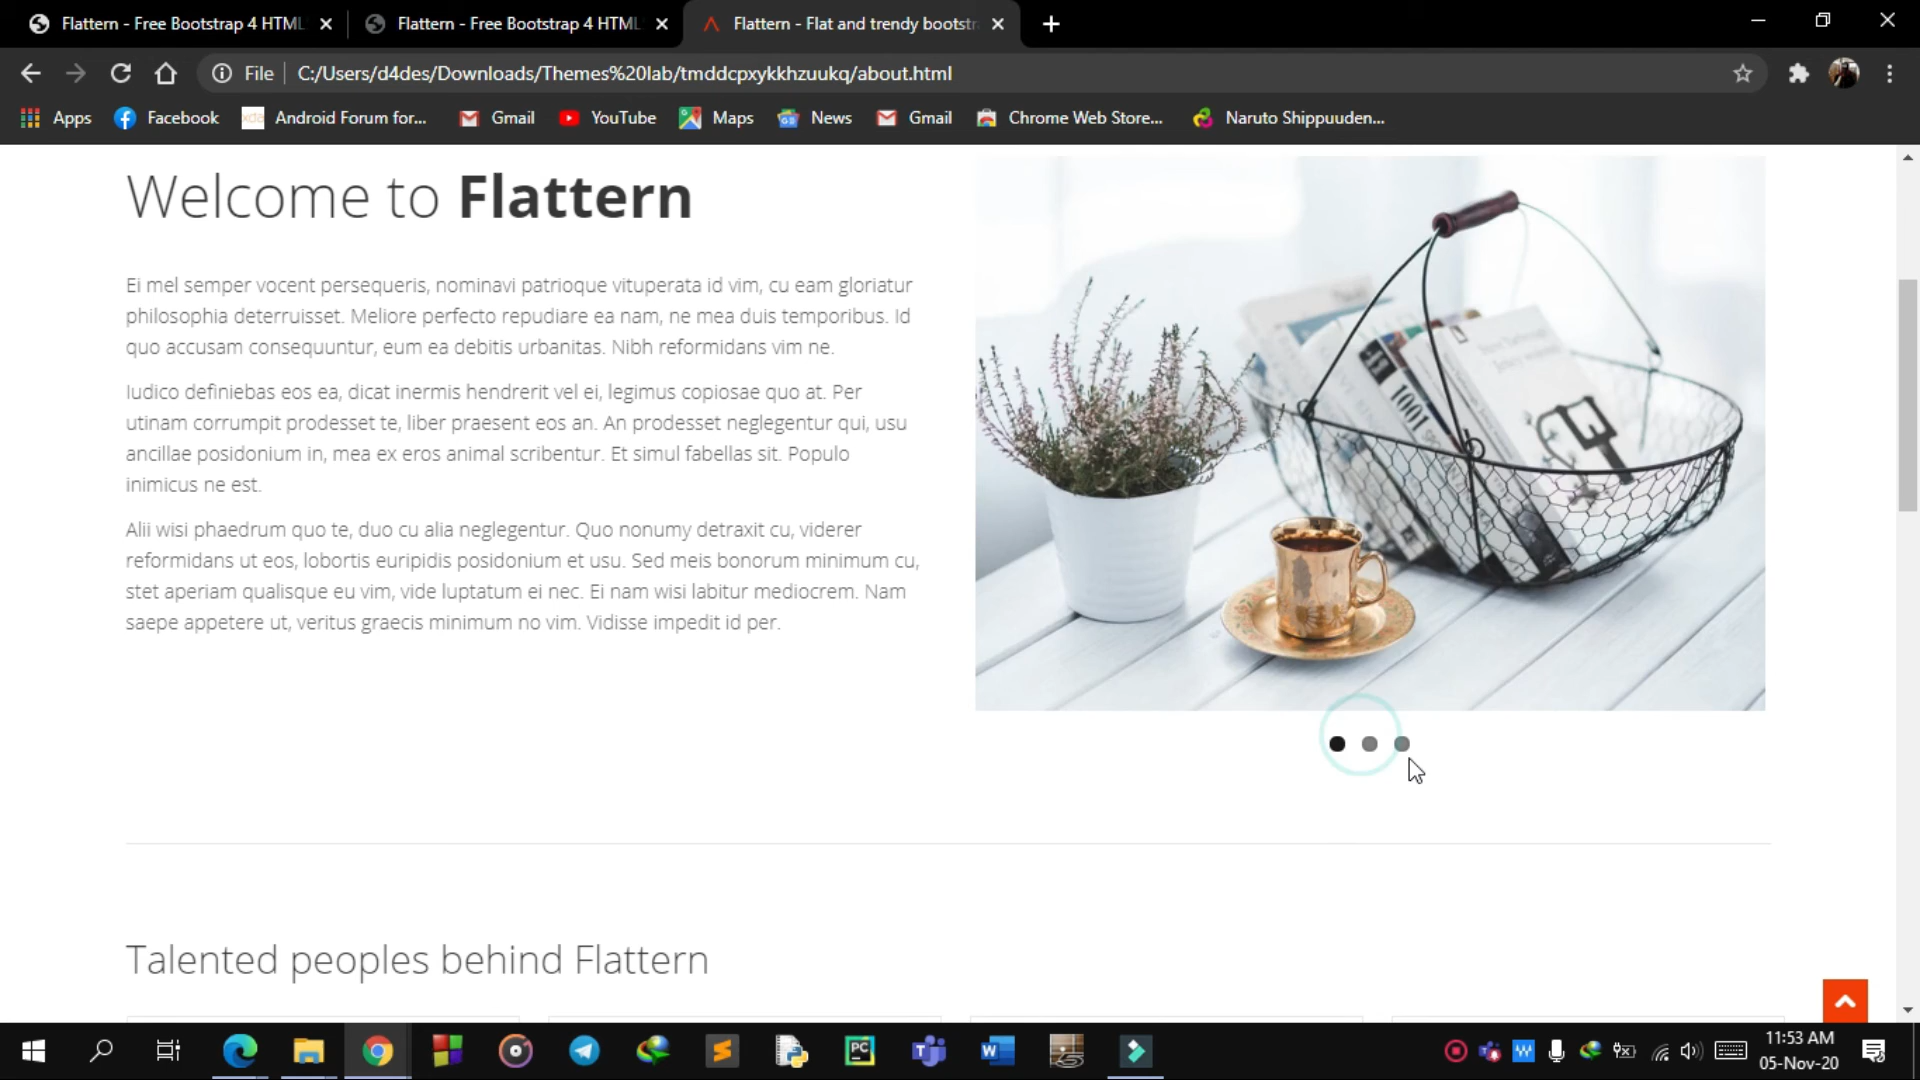 Flattern - Free Bootstrap 4 HTML
Flattern - Free Bootstrap 4 HTML
Flattern - Flat and trendy bootstr
File
C:/Users/d4des/Downloads/Themes%20lab/tmddcpxykkhzuukq/about.html
Apps
Facebook
Android Forum for...
Gmail
YouTube
Maps
News
Gmail
Chrome Web Store...
Naruto Shippuuden...
Welcome to Flattern
Ei mel semper vocent persequeris, nominavi patrioque vituperata id vim, cu eam gloriatur
philosophia deterruisset. Meliore perfecto repudiare ea nam, ne mea duis temporibus. Id
quo accusam consequuntur, eum ea debitis urbanitas. Nibh reformidans vim ne.
Iudico definiebas eos ea, dicat inermis hendrerit vel ei, legimus copiosae quo at. Per
utinam corrumpit prodesset te, liber praesent eos an. An prodesset neglegentur qui, usu
ancillae posidonium in, mea ex eros animal scribentur. Et simul fabellas sit. Populo
inimicus ne est.
Alii wisi phaedrum quo te, duo cu alia neglegentur. Quo nonumy detraxit cu, viderer
reformidans ut eos, lobortis euripidis posidonium et usu. Sed meis bonorum minimum cu,
stet aperiam qualisque eu vim, vide luptatum ei nec. Ei nam wisi labitur mediocrem. Nam
saepe appetere ut, veritus graecis minimum no vim. Vidisse impedit id per.
1001
Talented peoples behind Flattern
11:53 AM
05-Nov-20